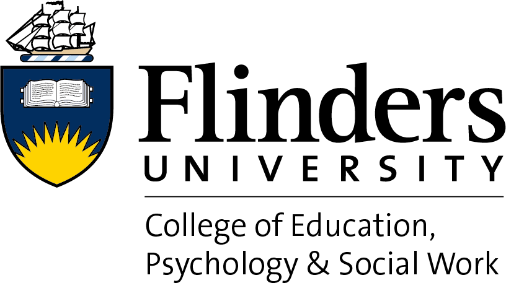 Flinders
UNIVERSITY
College of Education,
Psychology & Social Work